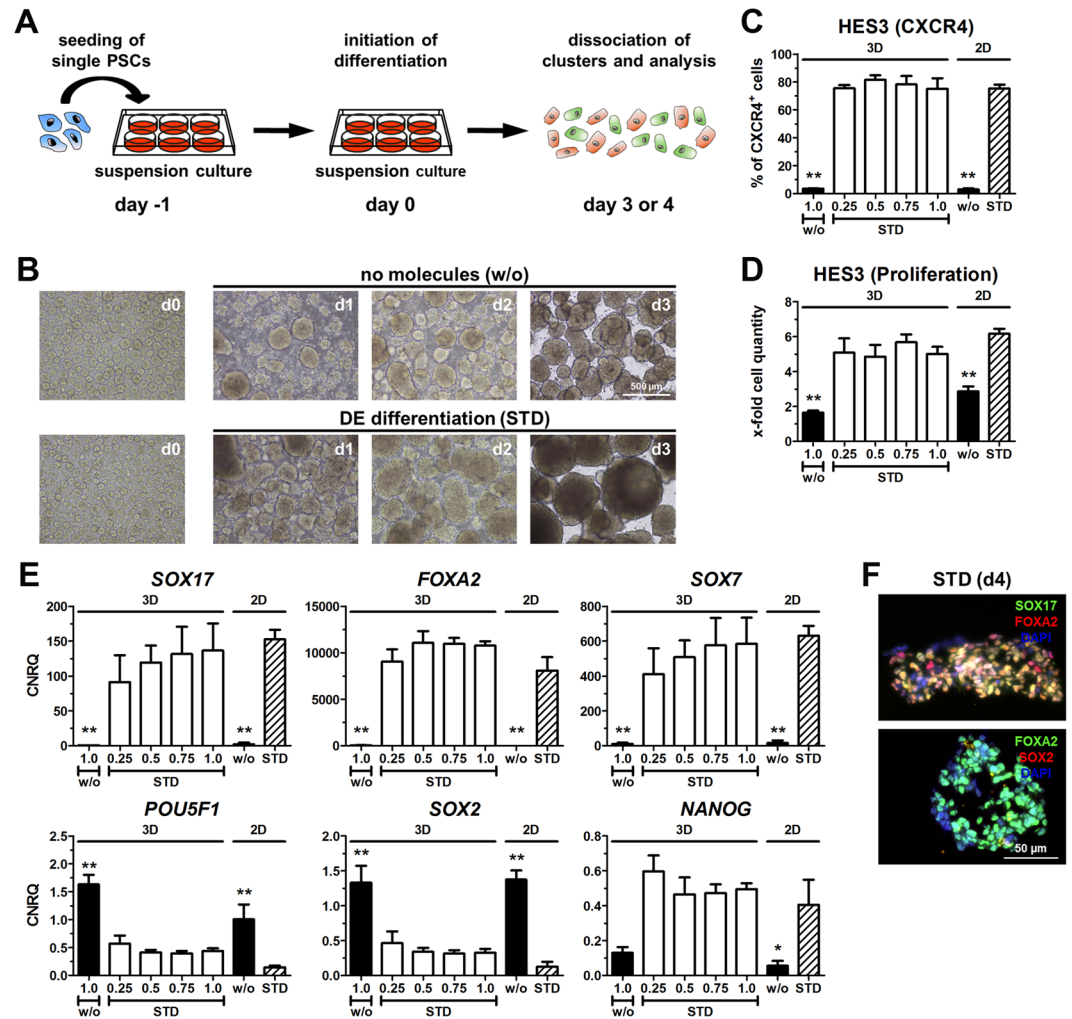 A
seeding of
single PSCs
initiation of
differentiation
dissociation of
clusters and analysis
suspension culture
suspension culture
day -1
day 0
day 3 or 4
B
no molecules (w/o)
d0
d1
d2
d3
500 µm
DE differentiation (STD)
d0
d1
d2
d3
C
HES3 (CXCR4)
3D
2D
% of CXCR4+ cells
100
80
60
40
20
0
**
**
1.0
0.25
0.5
0.75
1.0
w/o
STD
w/o
STD
D
HES3 (Proliferation)
3D
2D
x-fold cell quantity
8
6
4
2
0
**
**
1.0
0.25
0.5
0.75
1.0
w/o
STD
w/o
STD
E
SOX17
3D
2D
CNRQ
200
150
100
50
0
**
**
1.0
0.25
0.5
0.75
1.0
w/o
STD
w/o
STD
FOXA2
3D
2D
15000
10000
5000
0
**
**
1.0
0.25
0.5
0.75
1.0
w/o
STD
w/o
STD
SOX7
3D
2D
800
600
400
200
0
**
**
1.0
0.25
0.5
0.75
1.0
w/o
STD
w/o
STD
POU5F1
3D
2D
CNRQ
2.5
2.0
1.5
1.0
0.5
0.0
**
**
1.0
0.25
0.5
0.75
1.0
w/o
STD
w/o
STD
SOX2
3D
2D
2.0
1.5
1.0
0.5
0.0
**
**
1.0
0.25
0.5
0.75
1.0
w/o
STD
w/o
STD
NANOG
3D
2D
0.8
0.6
0.4
0.2
0.0
*
1.0
0.25
0.5
0.75
1.0
w/o
STD
w/o
STD
F
STD (d4)
SOX17
FOXA2
DAPI
FOXA2
SOX2
DAPI
50 µm